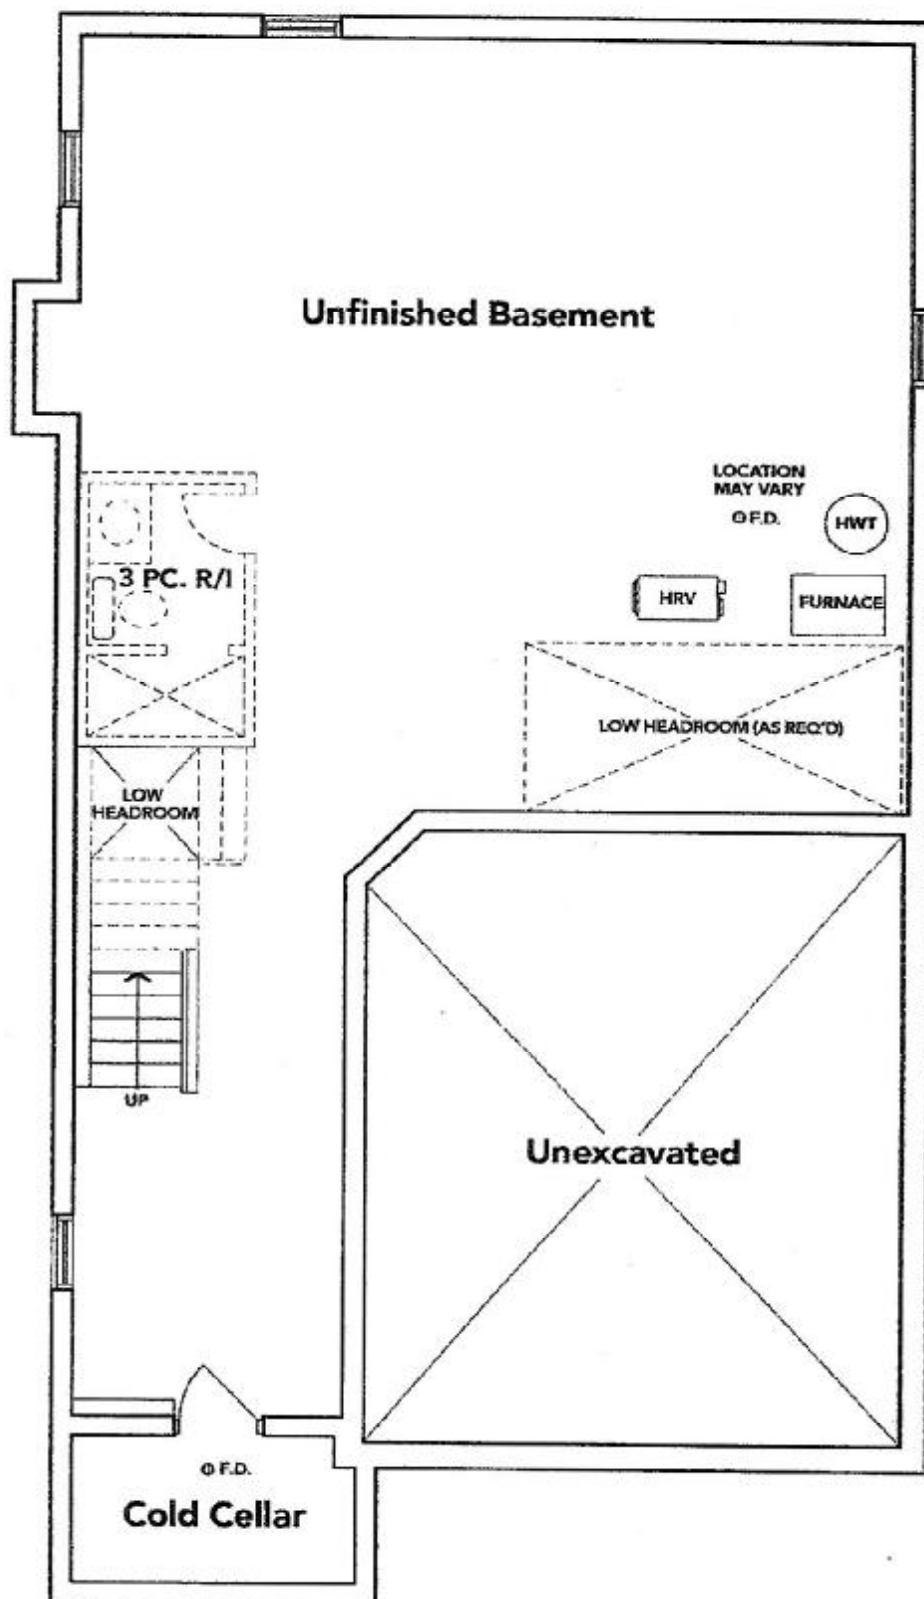 Unfinished Basement
LOCATION
MAY VARY
F.D.
HWT
3 PC. R/I
HRV
FURNACE
LOW HEADROOM (AS REQ'D)
LOW
HEADROOM
UP
Unexcavated
F.D.
Cold Cellar